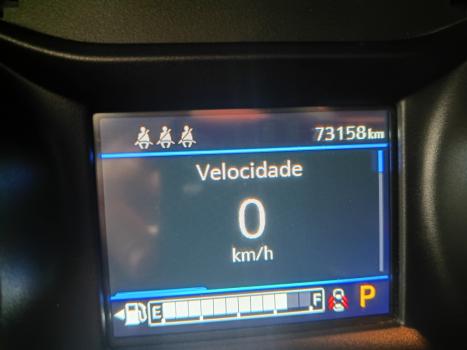 73158km
Velocidade
0
km/h
E F P